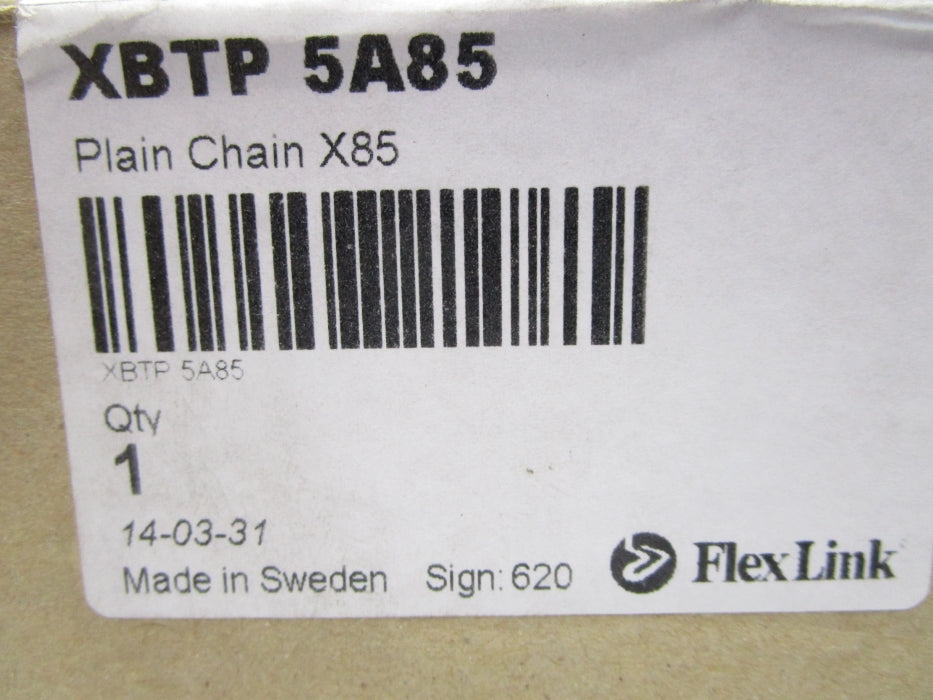 XBTP 5A85
Plain Chain X85
XBTP 5A85
Qty
1
14-03-31
Made in Sweden Sign: 620
FlexLink